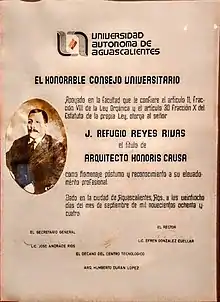 UNIVERSIDAD
AUTONOMA DE
AGUASCALIENTES
EL HONORABLE CONSEJO UNIVERSITARIO
Apoyado en la facultad que le confiere el artículo 11, fracción
VIII de la Ley Orgánica y el artículo 30 fracción X del
Estatuto de la propia Ley, otorga al señor
J. REFUGIO REYES RIVAS
el título de
ARQUITECTO HONORIS CAUSA
como homenaje póstumo y reconocimiento a su elevado
mérito profesional.
Dado en la ciudad de Aguascalientes, Ags. a los veintiocho
días del mes de septiembre de mil novecientos ochenta y
cuatro.
EL SECRETARIO GENERAL
EL RECTOR
LIC. JOSE ANDRADE
LIC. EFREN GONZALEZ CUELLAR
EL DECANO DEL CENTRO TECNOLOGICO
ARQ. HUMBERTO DURAN LOPEZ